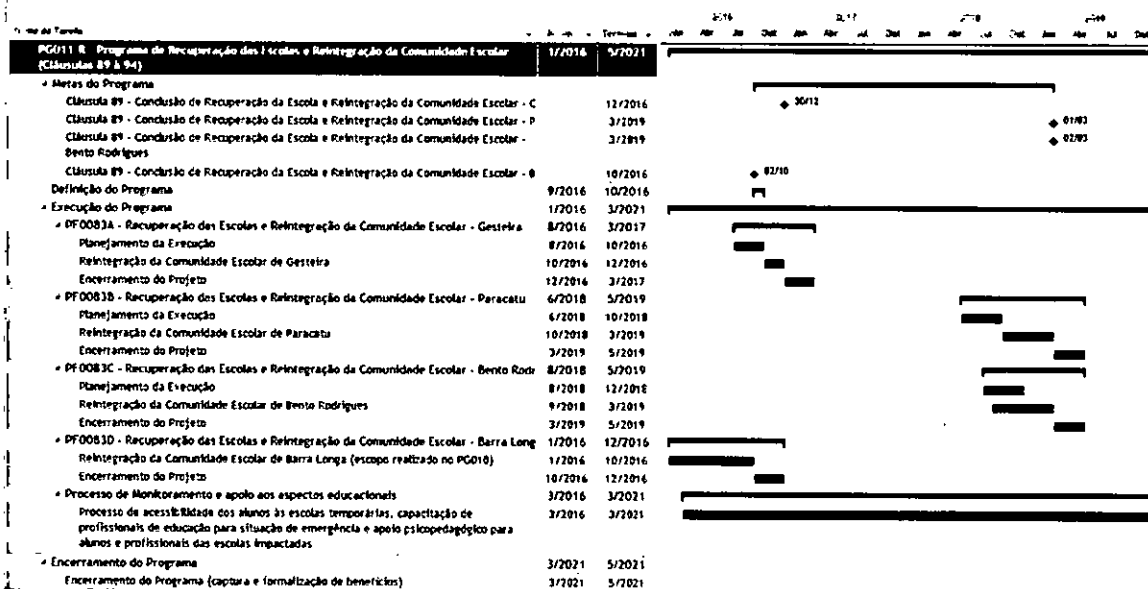 2016 2017 2018
Término
PG011 R - Programa de Recuperação das Escolas e Reintegração da Comunidade Escolar 1/2016 5/2021
(Cláusulas 89 à 94)
Metas do Programa
Cláusula 89 - Conclusão de Recuperação da Escola e Reintegração da Comunidade Escolar - 12/2016 30/12
Cláusula 89 - Conclusão de Recuperação da Escola e Reintegração da Comunidade Escolar - P 3/2019 01/03
Cláusula 89 - Conclusão de Recuperação da Escola e Reintegração da Comunidade Escolar - 3/2019 02/03
Bento Rodrigues
Cláusula 89 - Conclusão de Recuperação da Escola e Reintegração da Comunidade Escolar - 10/2016 02/10
Definição do Programa 9/2016 10/2016
Execução do Programa 1/2016 3/2021
PF0083A - Recuperação das Escolas e Reintegração da Comunidade Escolar - Gesteira 8/2016 3/2017
Planejamento da Execução 8/2016 10/2016
Reintegração da Comunidade Escolar de Gesteira 10/2016 12/2016
Encerramento do Projeto 12/2016 3/2017
PF0083B - Recuperação das Escolas e Reintegração da Comunidade Escolar - Paracatu 6/2018 5/2019
Planejamento da Execução 6/2018 10/2018
Reintegração da Comunidade Escolar de Paracatu 10/2018 3/2019
Encerramento do Projeto 3/2019 5/2019
PF0083C - Recuperação das Escolas e Reintegração da Comunidade Escolar - Bento Rodr 8/2018 5/2019
Planejamento da Execução 8/2018 12/2018
Reintegração da Comunidade Escolar de Bento Rodrigues 9/2018 3/2019
Encerramento do Projeto 3/2019 5/2019
PF0083D - Recuperação das Escolas e Reintegração da Comunidade Escolar - Barra Long 1/2016 12/2016
Reintegração da Comunidade Escolar de Barra Longa (escopo realizado no PG010) 1/2016 10/2016
Encerramento do Projeto 10/2016 12/2016
Processo de Monitoramento e apoio aos aspectos educacionais 3/2016 3/2021
Processo de acessibilidade dos alunos às escolas temporárias, capacitação de 3/2016 3/2021
profissionais de educação para situação de emergência e apoio psicopedagógico para
alunos e profissionais das escolas impactadas
Encerramento do Programa 3/2021 5/2021
Encerramento do Programa (captura e formalização de benefícios) 3/2021 5/2021